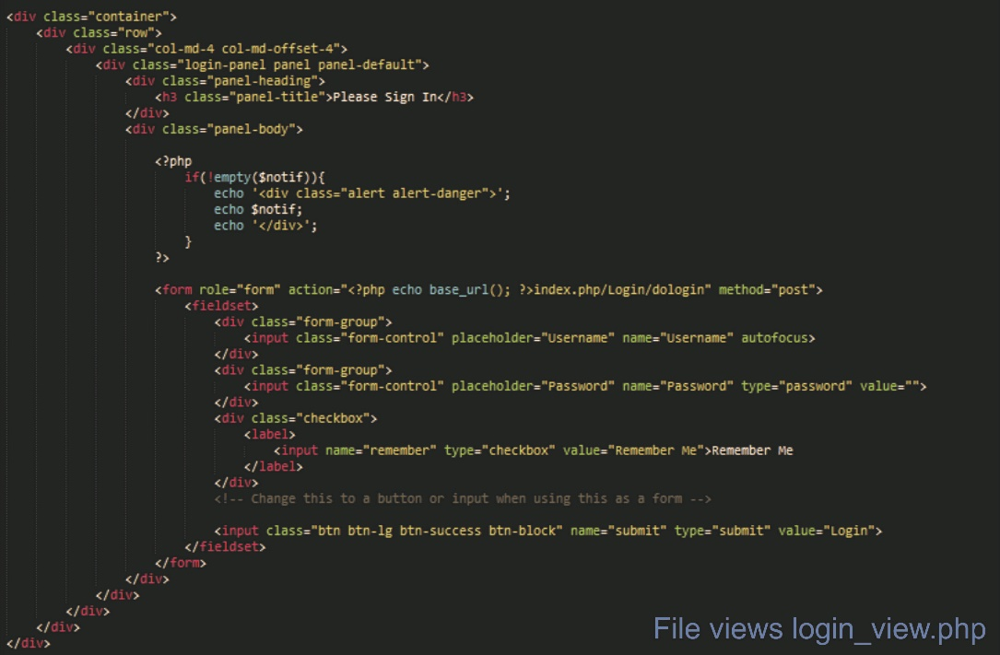 <div class="container">
<div class="row">
<div class="col-md-4 col-md-offset-4">
<div class="login-panel panel panel-default">
<div class="panel-heading">
<h3 class="panel-title">Please Sign In</h3>
</div>
<div class="panel-body">
<?php
if(!empty($notif)){
echo '<div class="alert alert-danger">';
echo $notif;
echo '</div>';
}
?>
<form role="form" action="<?php echo base_url(); ?>index.php/Login/dologin" method="post">
<fieldset>
<div class="form-group">
<input class="form-control" placeholder="Username" name="Username" autofocus>
</div>
<div class="form-group">
<input class="form-control" placeholder="Password" name="Password" type="password" value="">
</div>
<div class="checkbox">
<label>
<input name="remember" type="checkbox" value="Remember Me">Remember Me
</label>
</div>
<!-- Change this to a button or input when using this as a form -->
<input class="btn btn-lg btn-success btn-block" name="submit" type="submit" value="Login">
</fieldset>
</form>
</div>
</div>
</div>
</div>
</div>
File views login_view.php